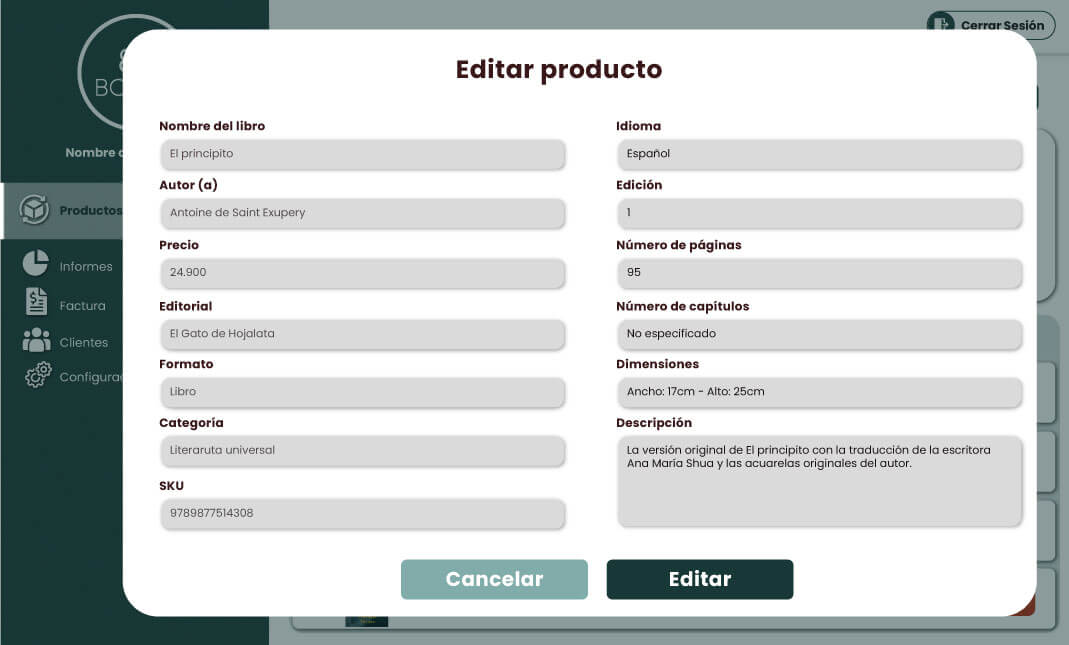 Cerrar Sesión
BO
Nombre
Productos
Informes
Factura
Clientes
Configura
Editar producto
Nombre del libro
El principito
Autor (a)
Antoine de Saint Exupery
Precio
24.900
Editorial
El Gato de Hojalata
Formato
Libro
Categoría
Literaruta universal
SKU
9789877514308
Idioma
Español
Edición
1
Número de páginas
95
Número de capítulos
No especificado
Dimensiones
Ancho: 17cm - Alto: 25cm
Descripción
La versión original de El principito con la traducción de la escritora
Ana María Shua y las acuarelas originales del autor.
Cancelar
Editar